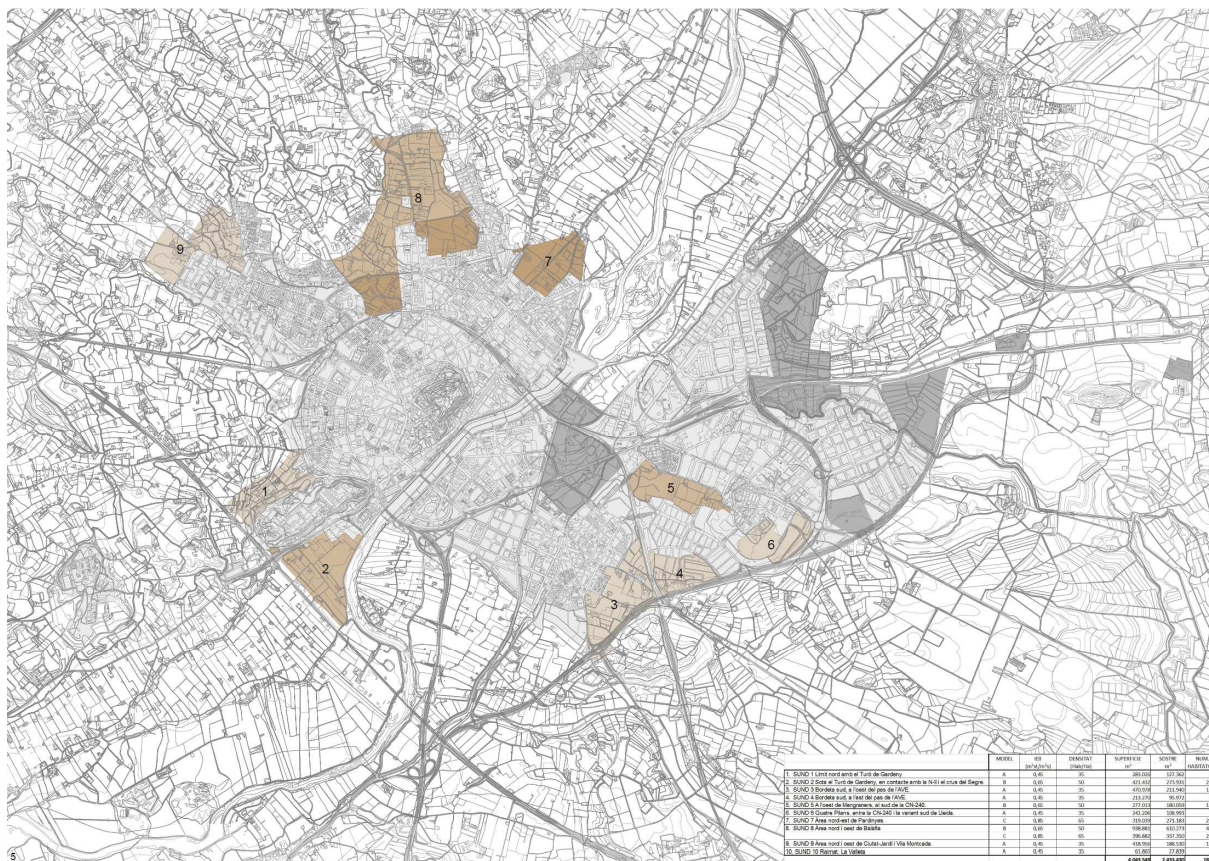 8
9
7
1
5
6
2
4
3
5
MODEL IEB DENSITAT SUPERFICIE SOSTRE NUM.
(m²st/m²s) (Hab/Ha) m² m²
1. SUND 1 Límit nord amb el Turó de Gardeny A 0,45 35 283.026 127.362
2. SUND 2 Sota el Turó de Gardeny, en contacte amb la N-II i el creuer del Segre B 0,65 50 421.432 273.931
3. SUND 3 Bordeta sud, a l'oest del pas de l'AVE. A 0,45 35 470.978 211.940
4. SUND 4 Bordeta sud, a l'est del pas de l'AVE. A 0,45 35 213.270 95.972
5. SUND 5 A l'oest de Mangraners, al sud de la CN-240. B 0,65 50 277.013 180.059
6. SUND 6 Quatre Pilans, entre la CN-240 i la variant sud de Lleida. A 0,45 35 242.206 108.993
7. SUND 7 Àrea nord-est de Pardinyes. C 0,85 65 319.039 271.183
8. SUND 8 Àrea nord i oest de Balàfia B 0,65 50 938.881 610.273
C 0,85 65 396.882 337.350
9. SUND 9 Àrea nord i oest de Ciutat-Jardí i Vila Montcada. A 0,45 35 418.956 188.530
10. SUND 10 Raimat. La Valleta A 0,45 35 61.865 27.839
4.043.548 2.433.430